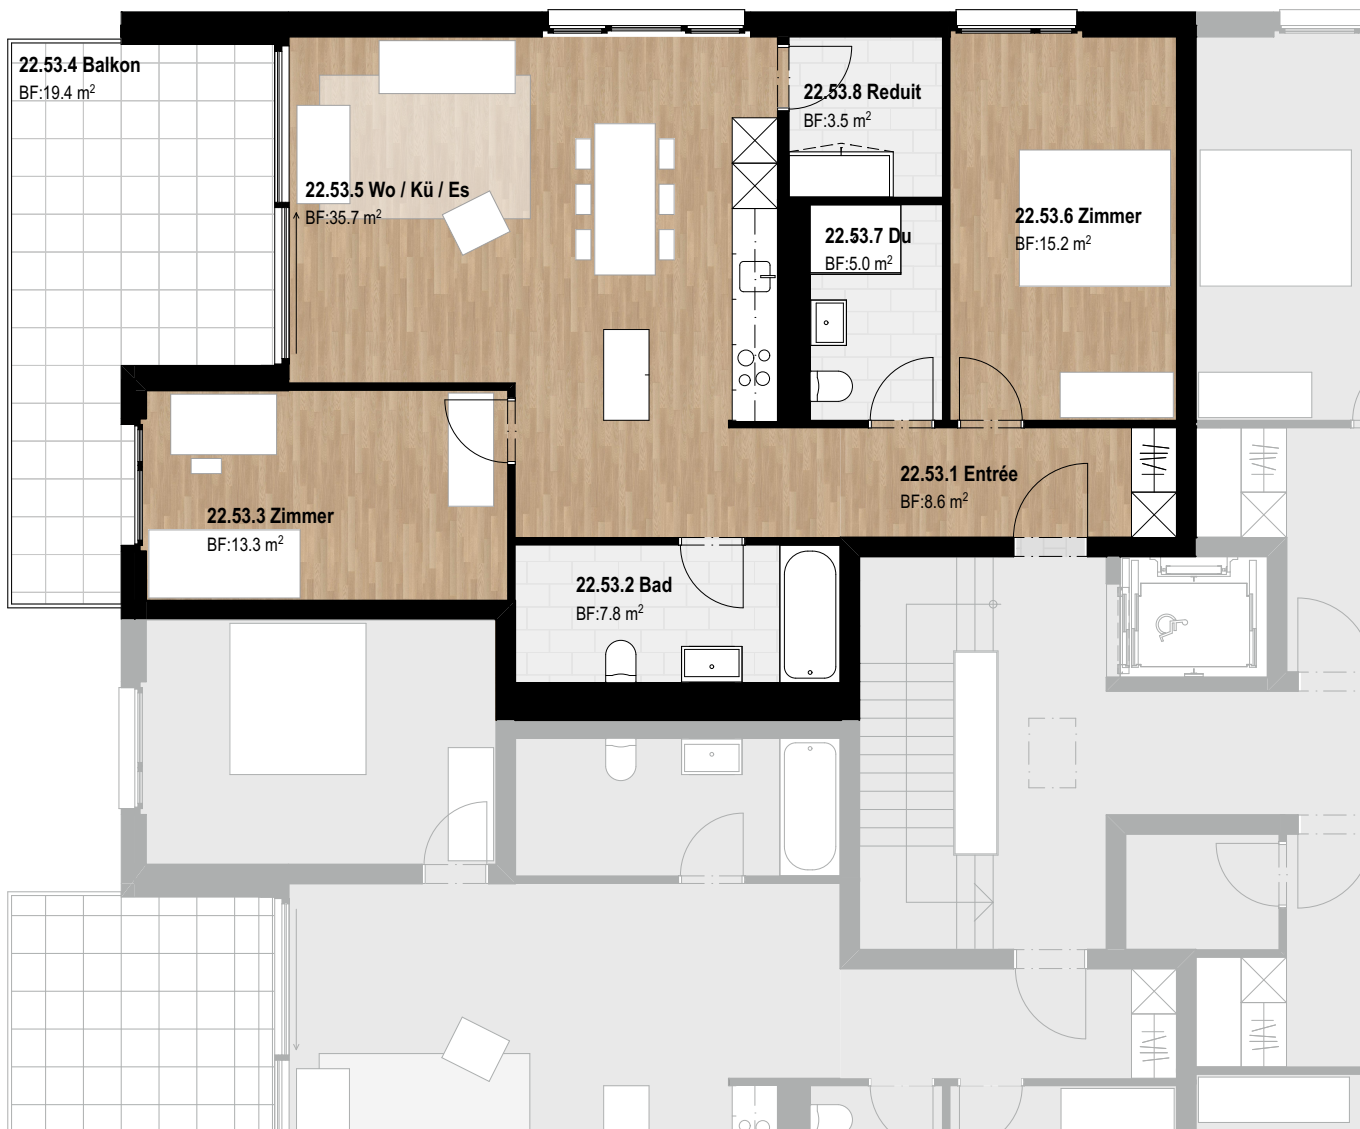 22.53.4 Balkon
BF:19.4 m²
22.53.8 Reduit
BF:3.5 m²
22.53.5 Wo / Kü / Es
BF:35.7 m²
22.53.7 Du
BF:5.0 m²
22.53.6 Zimmer
BF:15.2 m²
22.53.1 Entrée
BF:8.6 m²
22.53.3 Zimmer
BF:13.3 m²
22.53.2 Bad
BF:7.8 m²